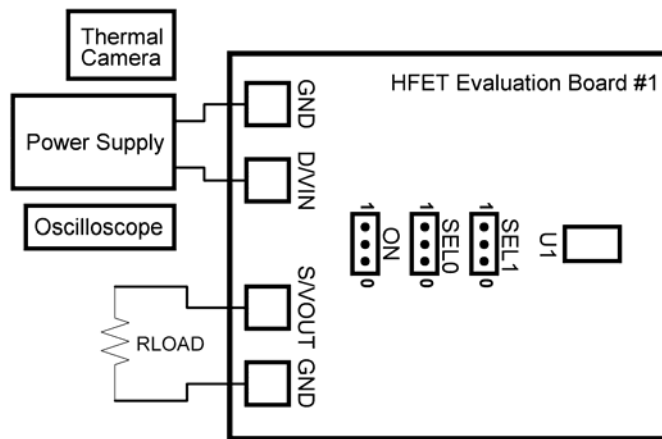 Thermal
Camera
Power Supply
Oscilloscope
RLOAD
GND
D/VIN
S/VOUT
GND
HFET Evaluation Board #1
1
ON
0
1
SEL0
0
1
SEL1
0
U1